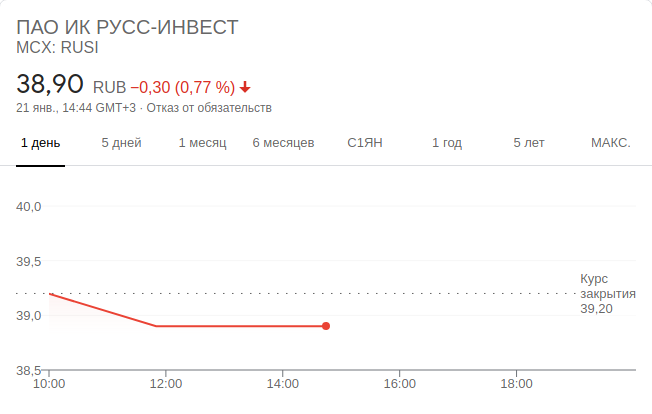 ПАО ИК РУСС-ИНВЕСТ
MCX: RUSI
38,90 RUB −0,30 (0,77 %)
21 янв., 14:44 GMT+3 · Отказ от обязательств
1 день 5 дней 1 месяц 6 месяцев С1ЯН 1 год 5 лет МАКС.
40,0
39,5
Курс
закрытия
39,20
39,0
38,5
10:00 12:00 14:00 16:00 18:00